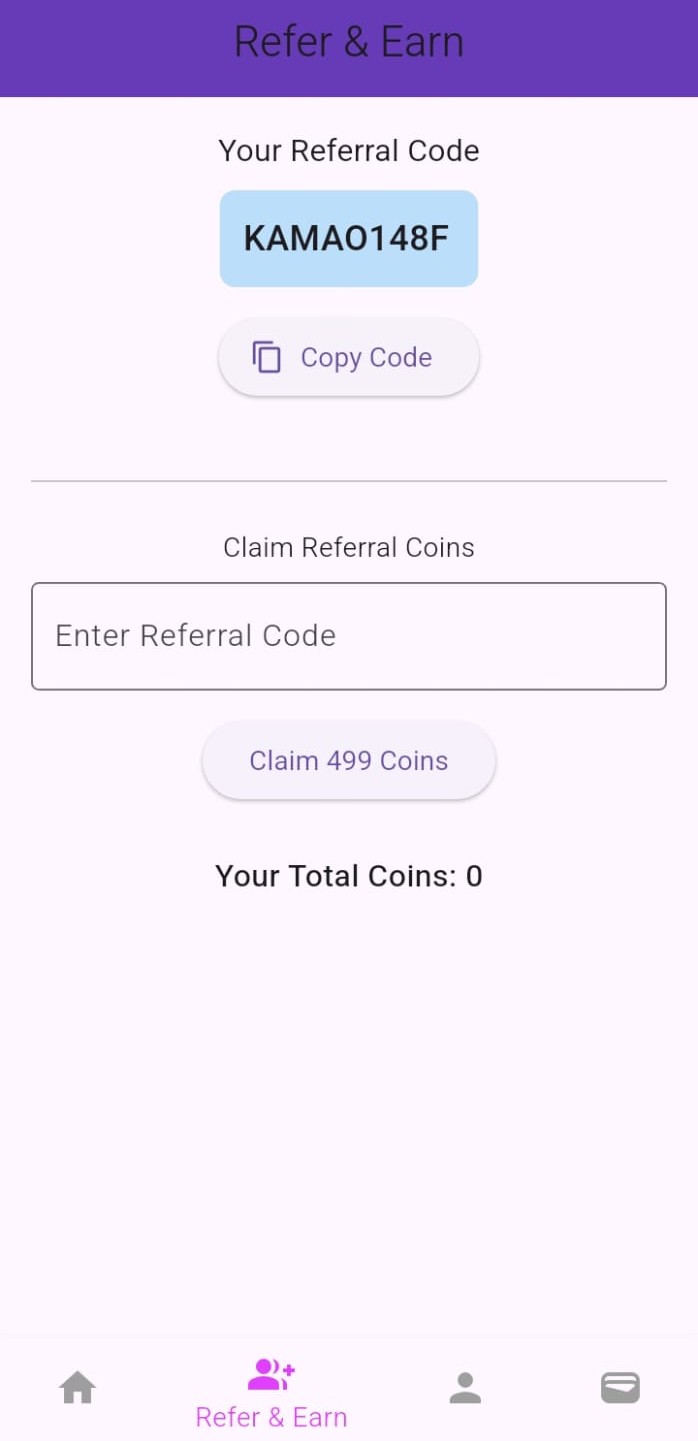 Refer & Earn
Your Referral Code
KAMAO148F
Copy Code
Claim Referral Coins
Enter Referral Code
Claim 499 Coins
Your Total Coins: 0
Refer & Earn